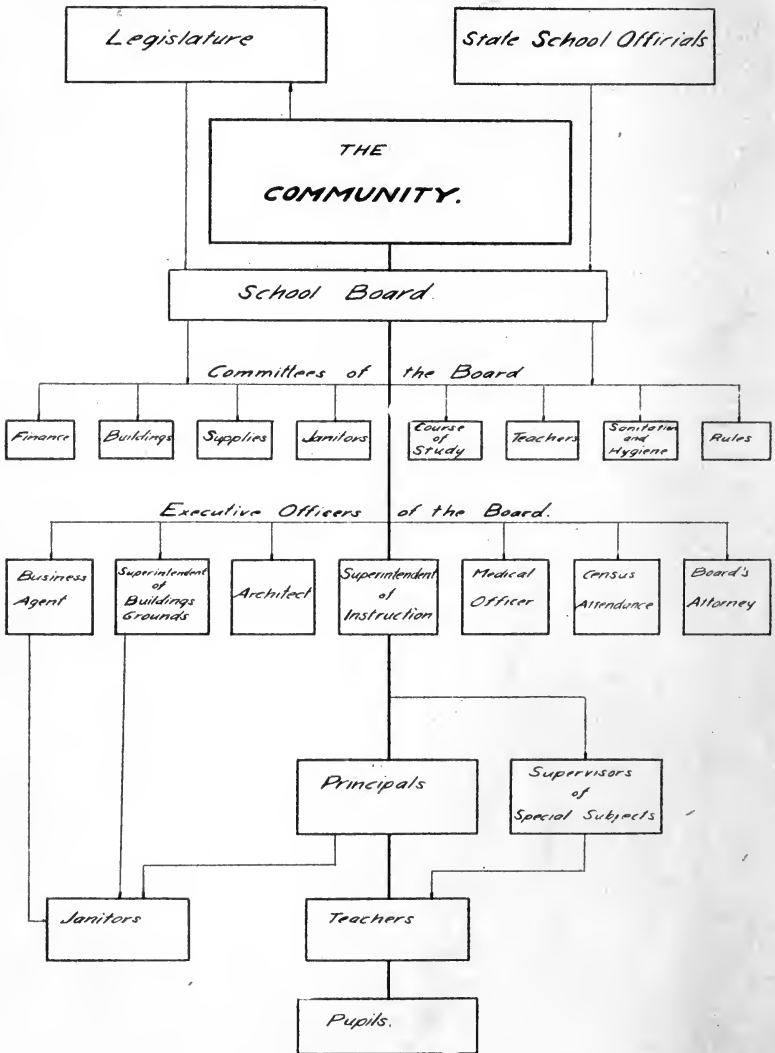 Legislature
State School Officials
THE
COMMUNITY.
School Board.
Committees of the Board
Finance
Buildings
Supplies
Janitors
Course
of
Study
Teachers
Sanitation
and
Hygiene
Rules
Executive Officers of the Board.
Business
Agent
Superintendent
of
Buildings
Grounds
Architect
Superintendent
of
Instruction
Medical
Officer
Census
Attendance
Board's
Attorney
Principals
Supervisors
of
Special Subjects
Janitors
Teachers
Pupils.